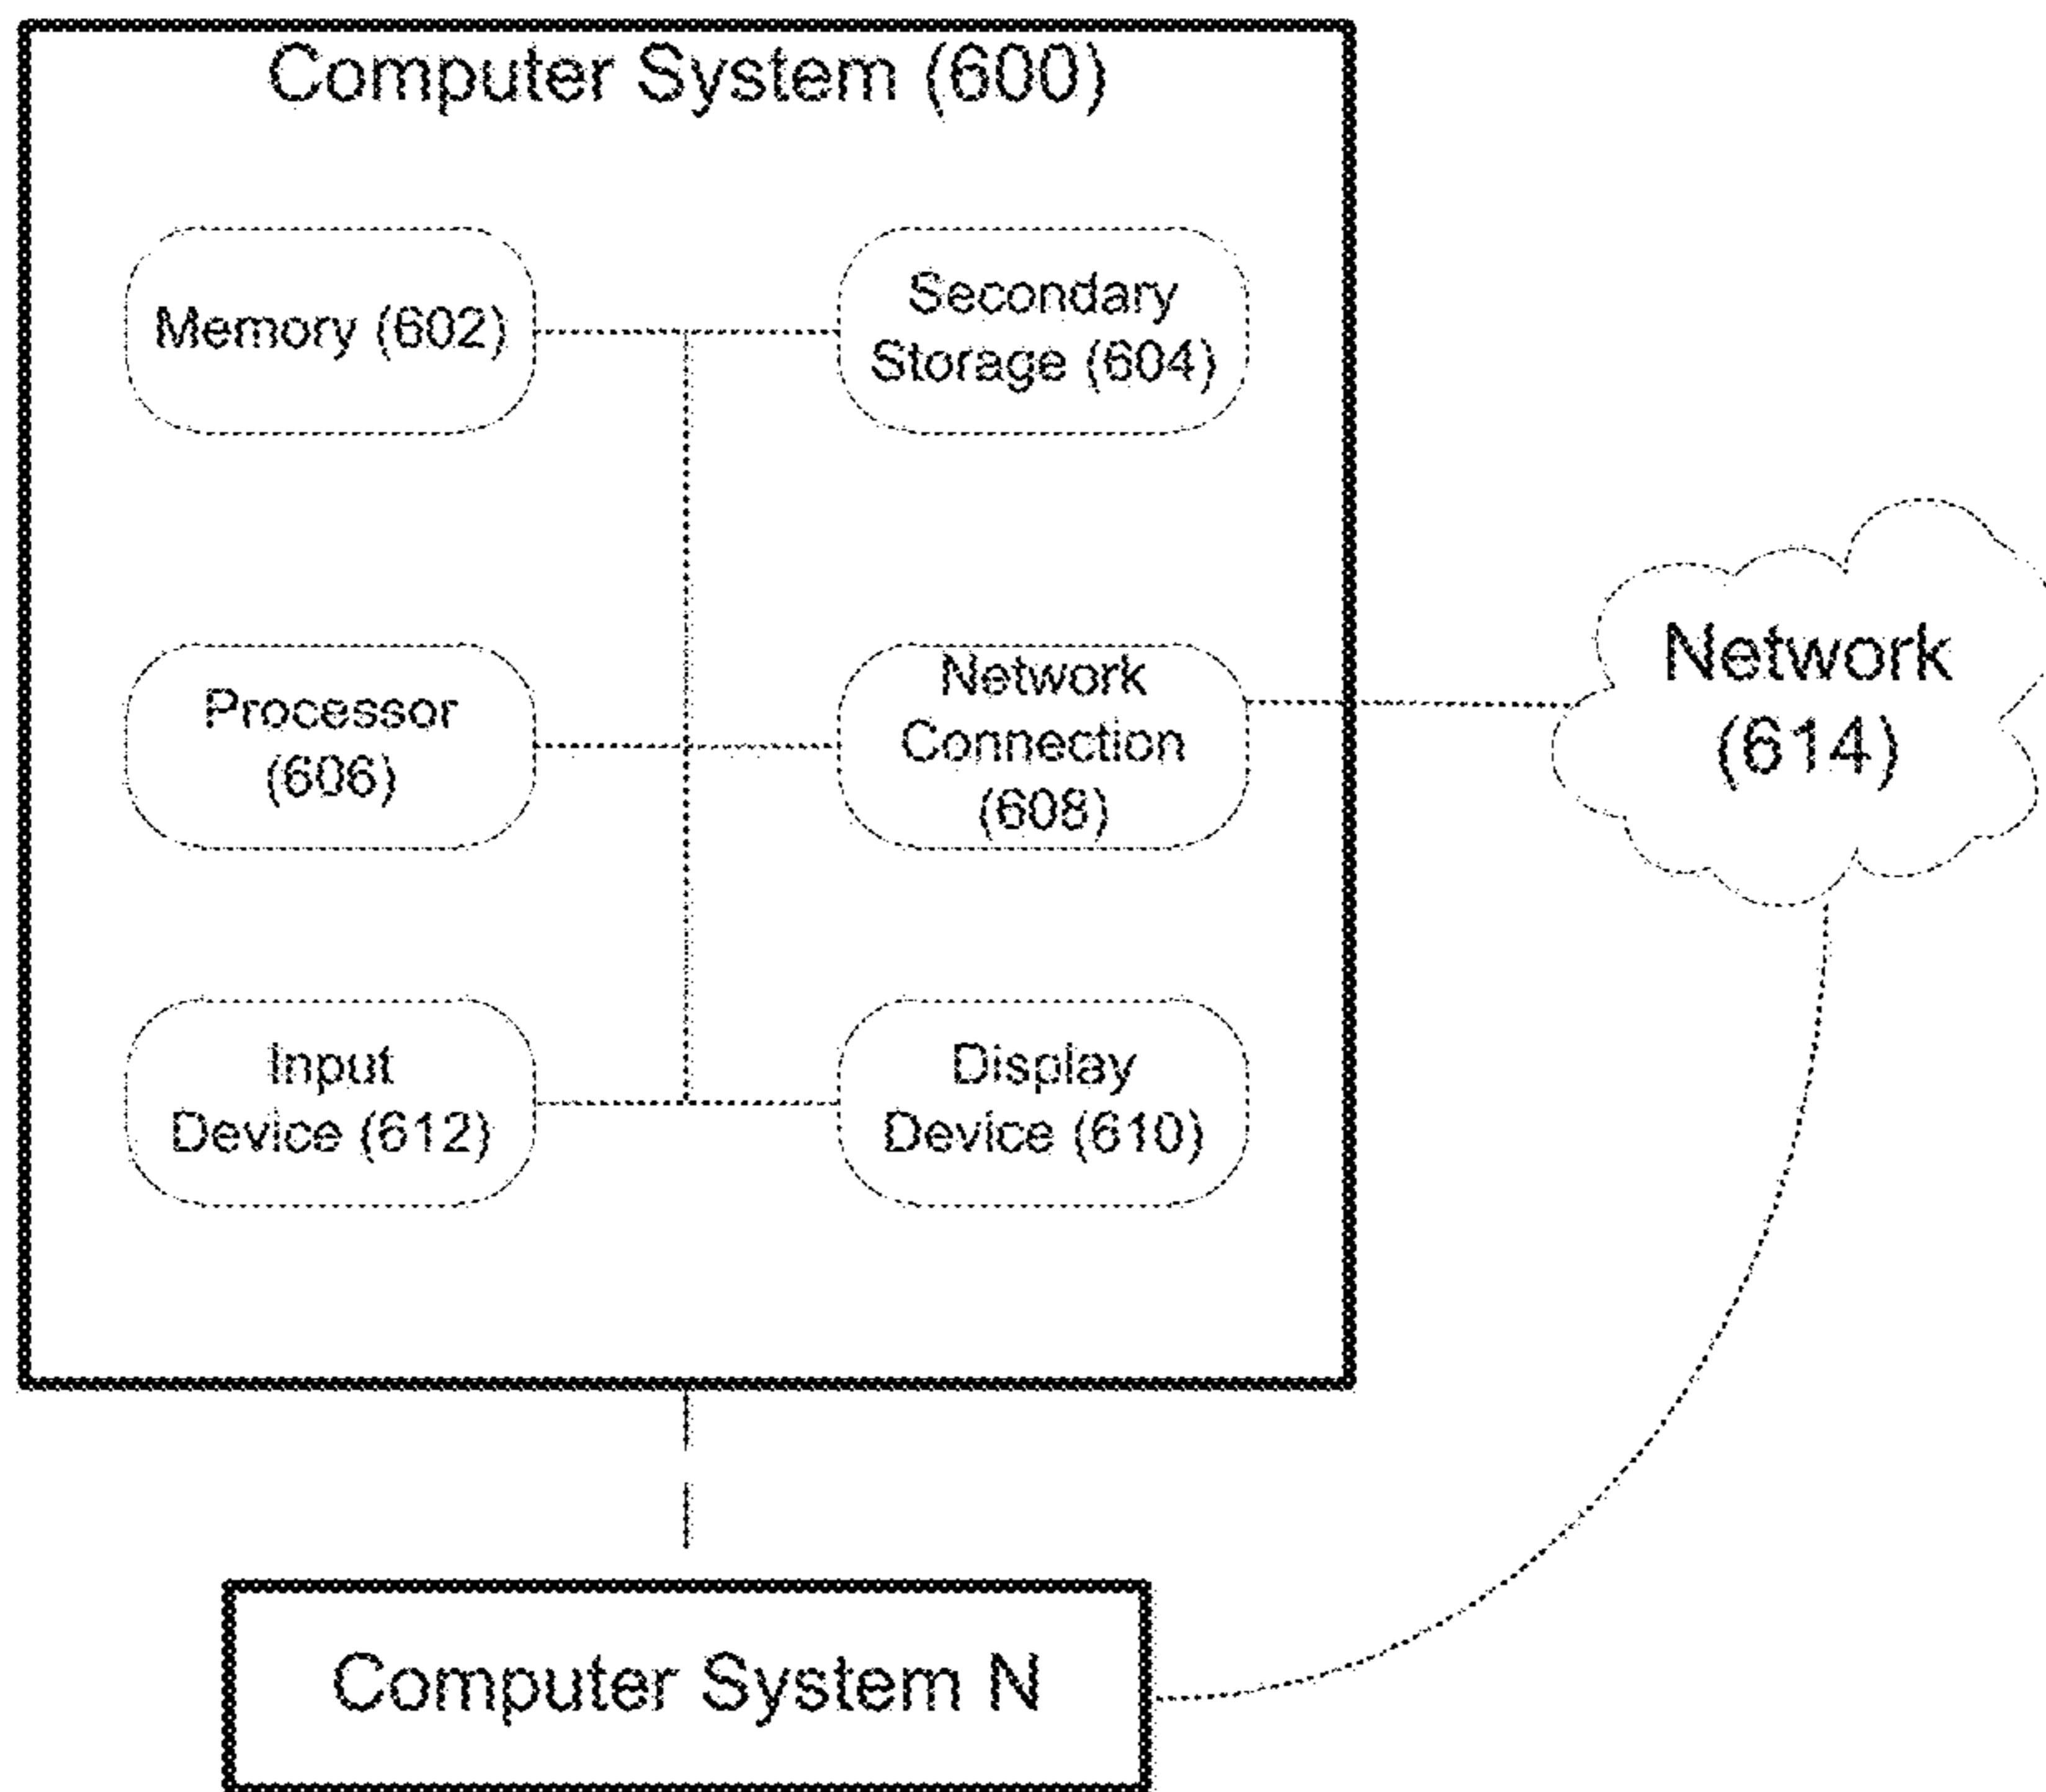 Computer System (600)
Memory (602)
Secondary
Storage (604)
Processor
(606)
Network
Connection
(608)
Network
(614)
Input
Device (612)
Display
Device (610)
Computer System N